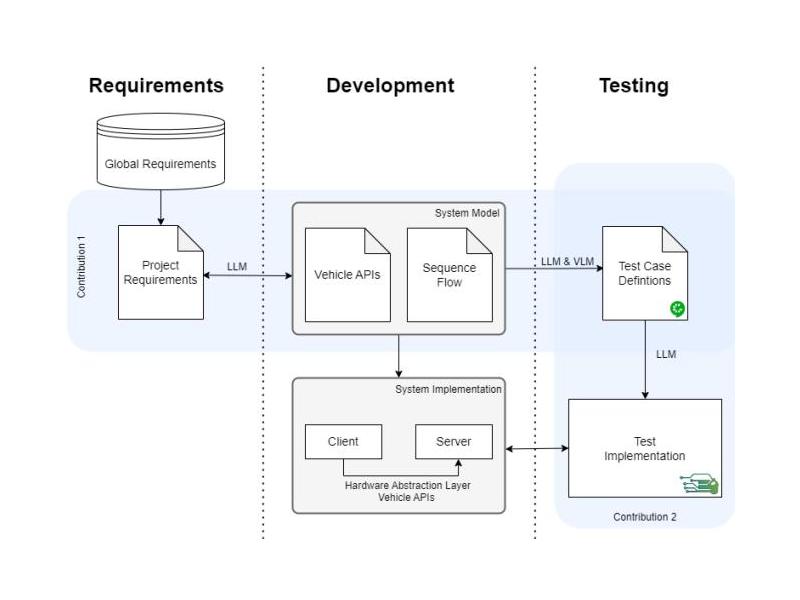 Requirements
Development
Testing
Global Requirements
Contribution 1
Project
Requirements
LLM
System Model
Vehicle APIs
Sequence
Flow
LLM & VLM
Test Case
Defintions
LLM
System Implementation
Client
Server
Hardware Abstraction Layer
Vehicle APIs
Test
Implementation
Contribution 2